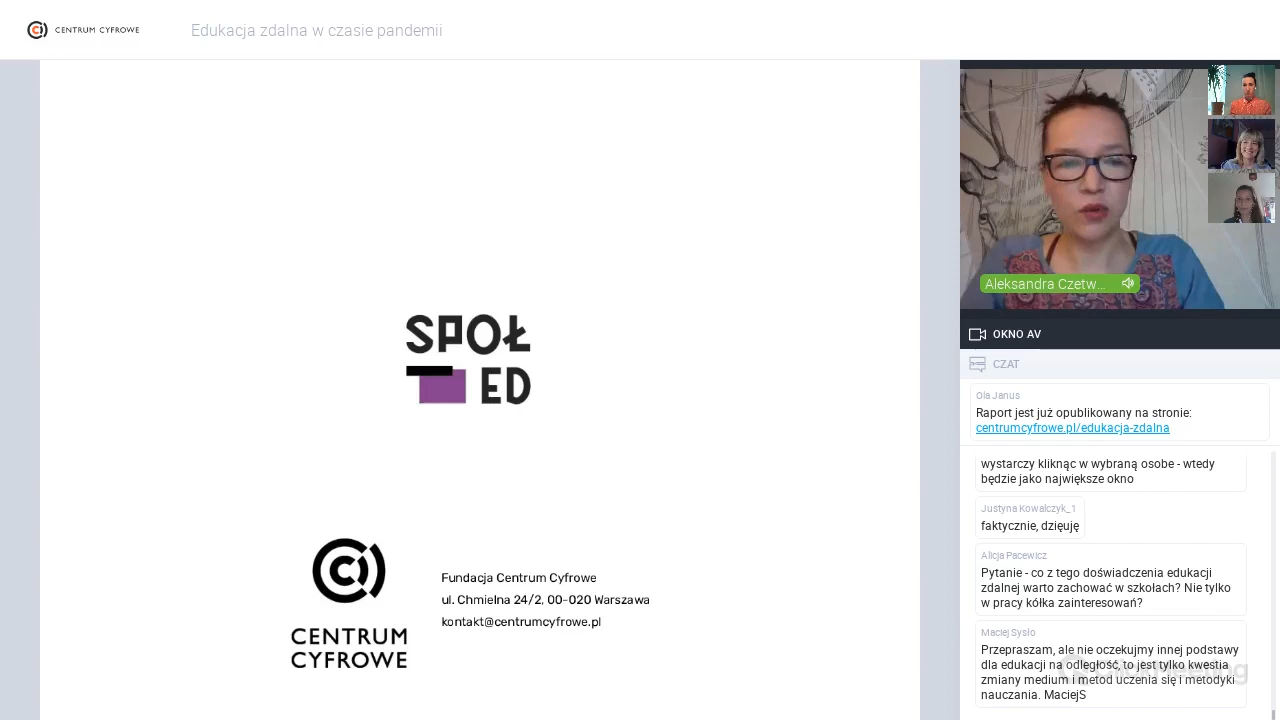 CENTRUM CYFROWE
Edukacja zdalna w czasie pandemii
SPOŁ
ED
CENTRUM
CYFROWE
Fundacja Centrum Cyfrowe
ul. Chmielna 24/2, 00-020 Warszawa
kontakt@centrumcyfrowe.pl
Aleksandra Czetw...
OKNO AV
CZAT
Ola Janus
Raport jest już opublikowany na stronie:
centrumcyfrowe.pl/edukacja-zdalna
wystarczy kliknąc w wybraną osobe - wtedy
będzie jako największe okno
Justyna Kowalczyk_1
faktycznie, dzięuję
Alicja Pacewicz
Pytanie - co z tego doświadczenia edukacji
zdalnej warto zachować w szkołach? Nie tylko
w pracy kółka zainteresowań?
Maciej Sysło
Przepraszam, ale nie oczekujmy innej podstawy
dla edukacji na odległość, to jest tylko kwestia
zmiany medium i metod uczenia się i metodyki
nauczania. MaciejS